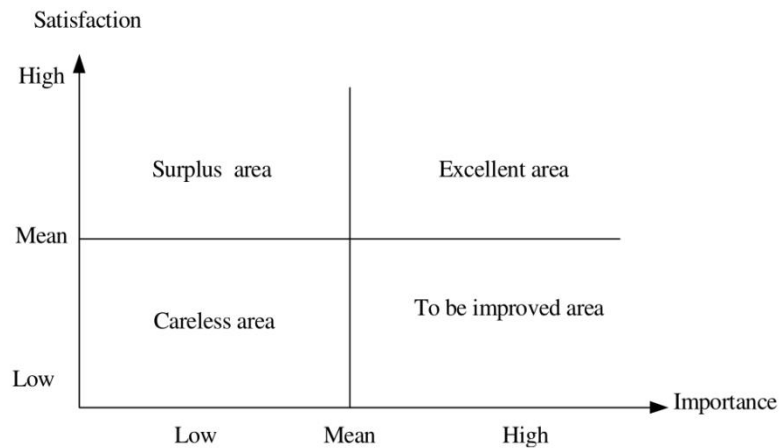 Satisfaction
High
Surplus area
Excellent area
Mean
Careless area
To be improved area
Low
Importance
Low
Mean
High